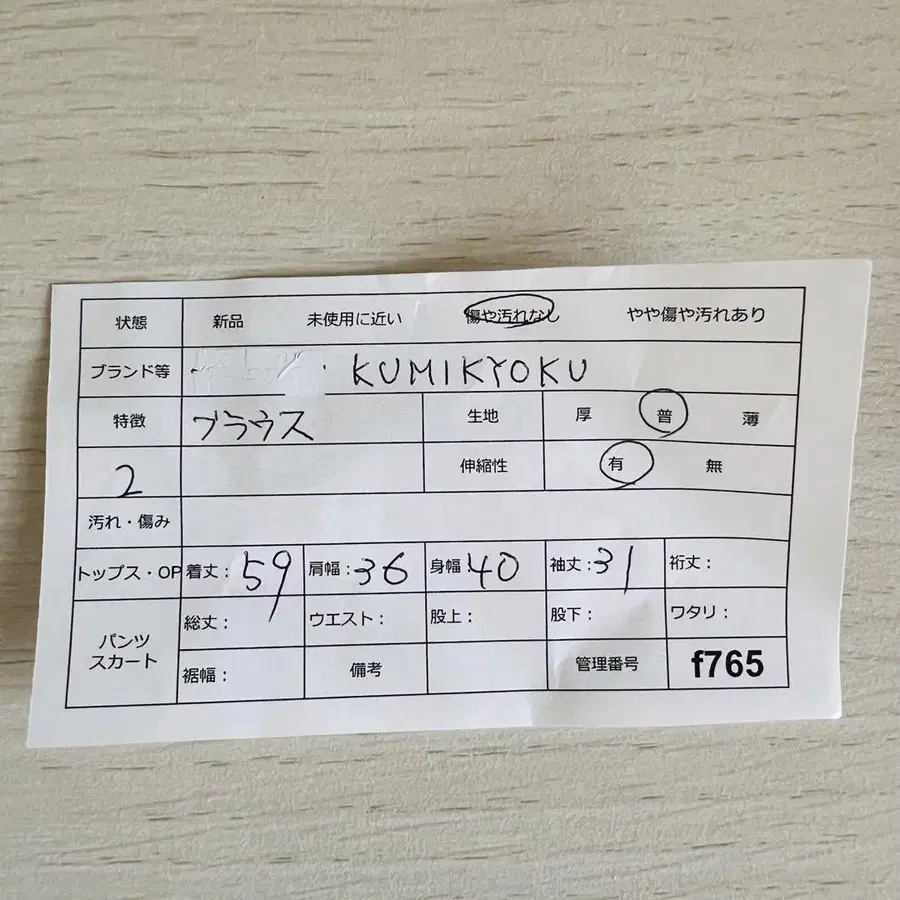 状態 新品 未使用に近い 傷や汚れなし やや傷や汚れあり
ブランド等 KUMIKYOKU
特徴 ブラウス 生地 厚 普 薄
2 伸縮性 有 無
汚れ・傷み
トップス・OP 着丈：59 肩幅：36 身幅：40 袖丈：31 裄丈：
パンツ スカート 総丈： ウエスト： 股上： 股下： ワタリ：
裾幅： 備考 管理番号 f765